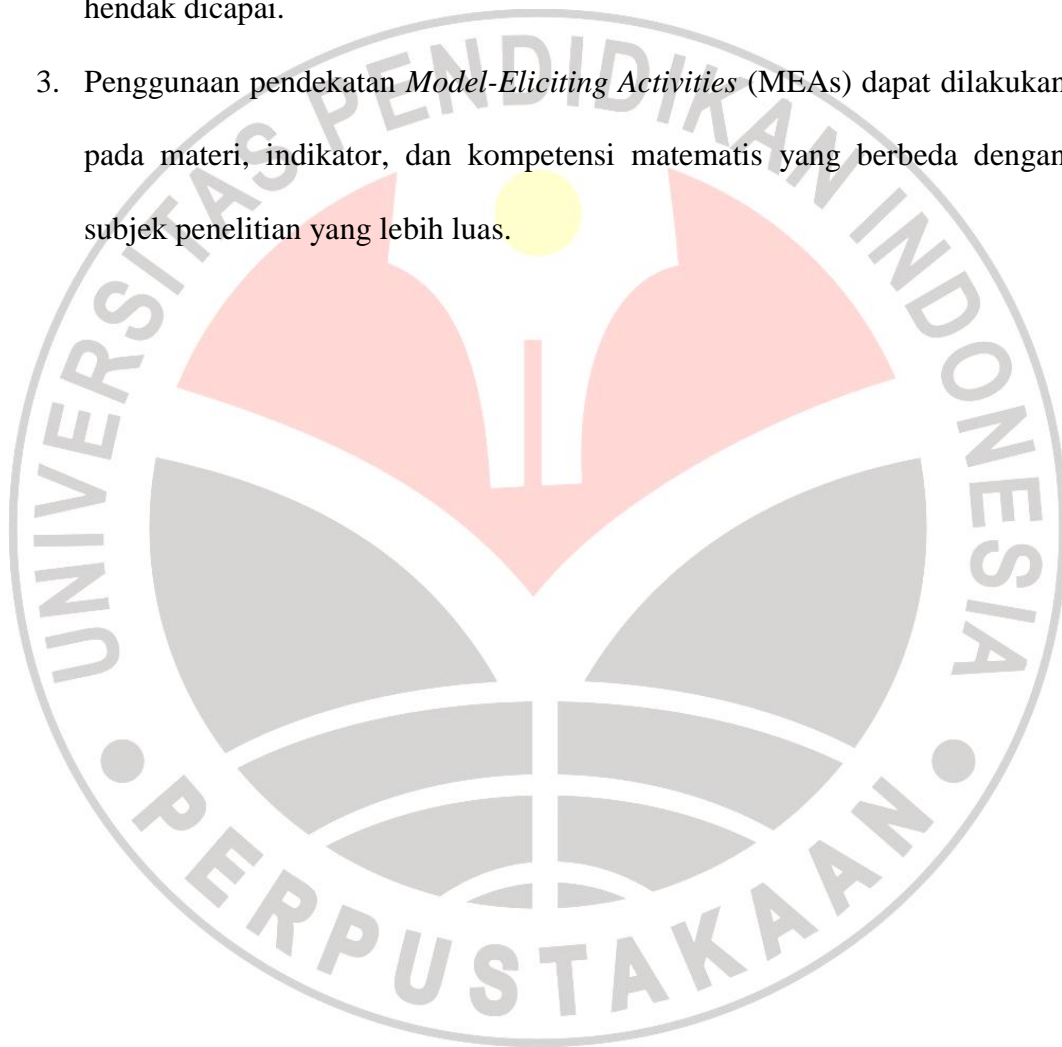 hendak dicapai.
3. Penggunaan pendekatan Model-Eliciting Activities (MEAs) dapat dilakukan
pada materi, indikator, dan kompetensi matematis yang berbeda dengan
subjek penelitian yang lebih luas.
UNIVERSITAS PENDIDIKAN INDONESIA
PERPUSTAKAAN